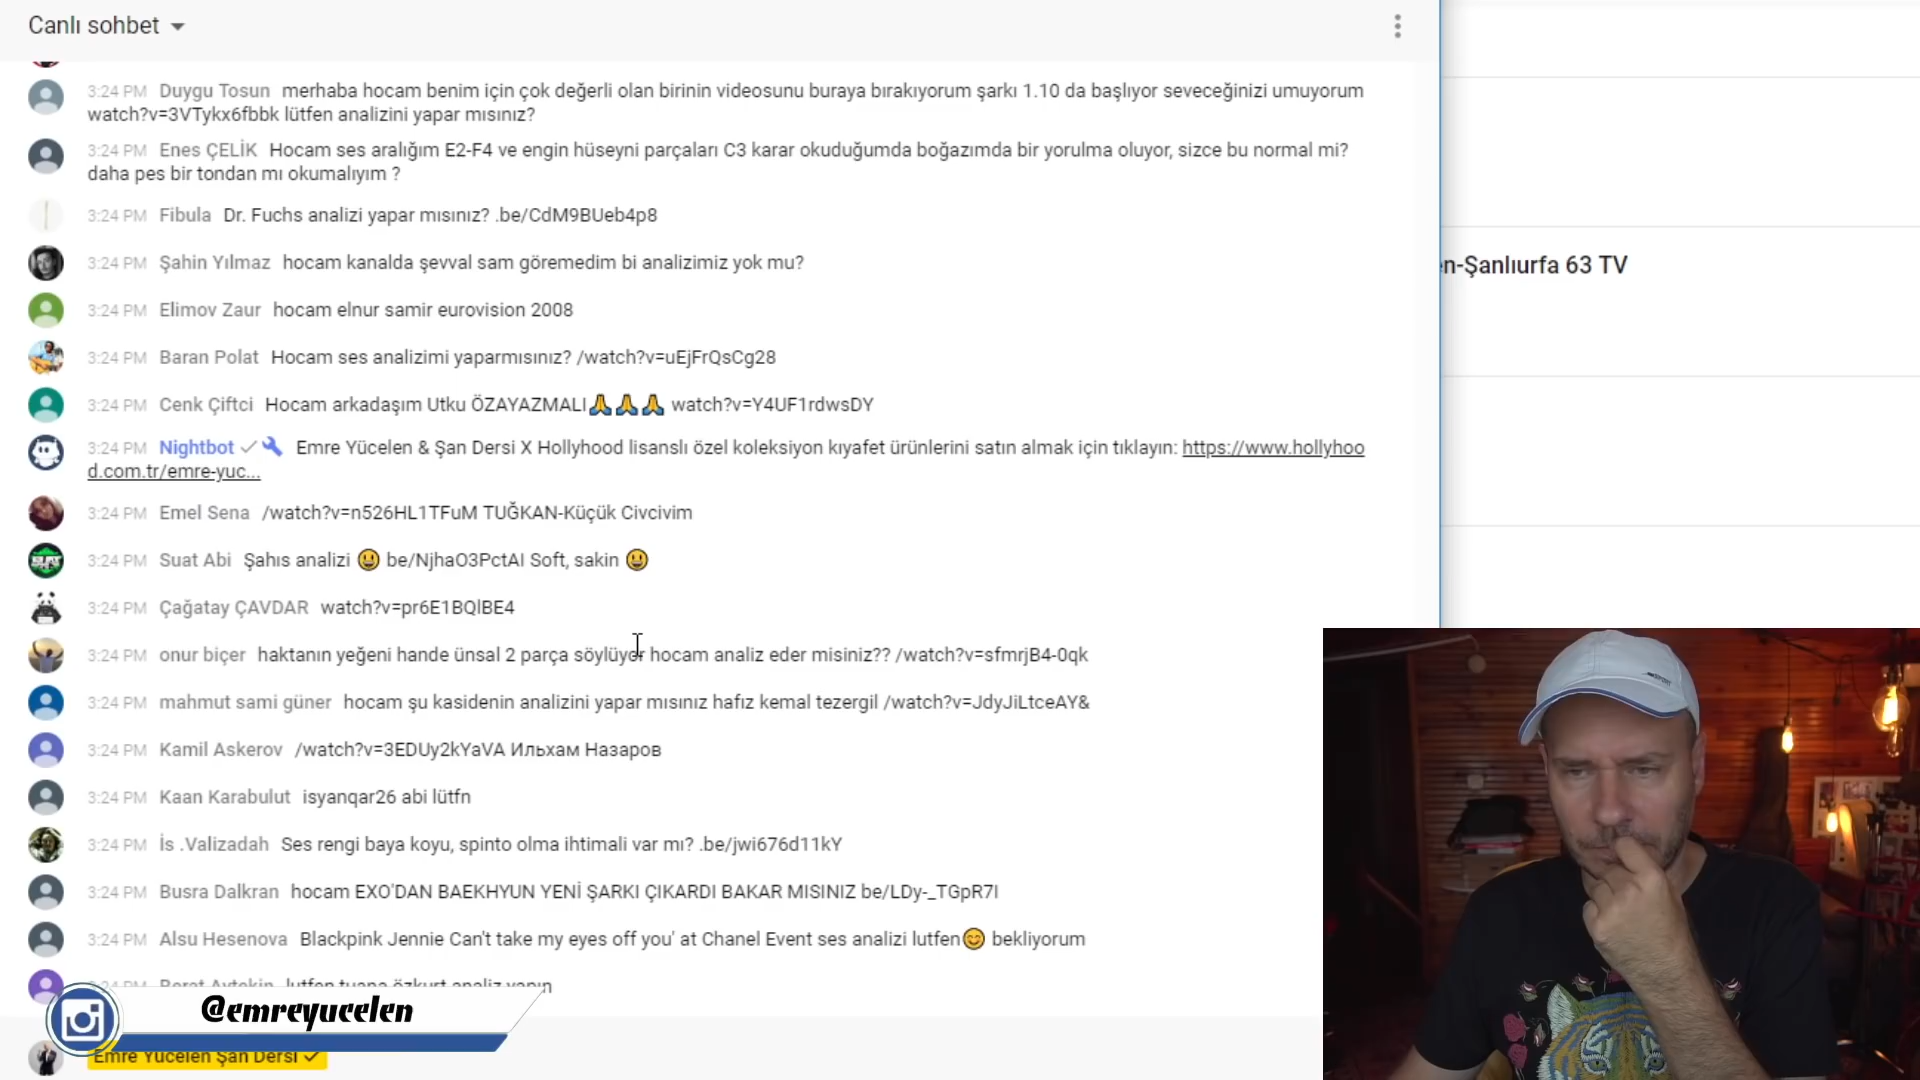 Canlı sohbet
3:24 PM Duygu Tosun merhaba hocam benim için çok değerli olan birinin videosunu buraya bırakıyorum şarkı 1.10 da başlıyor seveceğinizi umuyorum
watch?v=3VTykx6fbbk lütfen analizini yapar mısınız?
3:24 PM Enes ÇELİK Hocam ses aralığım E2-F4 ve engin hüseyni parçaları C3 karar okuduğumda boğazımda bir yorulma oluyor, sizce bu normal mi?
daha pes bir tondan mı okumalıyım ?
3:24 PM Fibula Dr. Fuchs analizi yapar mısınız? .be/CdM9BUeb4p8
3:24 PM Şahin Yılmaz hocam kanalda şevval sam göremedim bi analizimiz yok mu?
n-Şanlıurfa 63 TV
3:24 PM Elimov Zaur hocam elnur samir eurovision 2008
3:24 PM Baran Polat Hocam ses analizimi yaparmısınız? /watch?v=uEjFrQsCg28
3:24 PM Cenk Çiftci Hocam arkadaşım Utku ÖZAYAZMALI🙏🙏🙏 watch?v=Y4UF1rdwsDY
3:24 PM Nightbot Emre Yücelen & Şan Dersi X Hollyhood lisanslı özel koleksiyon kıyafet ürünlerini satın almak için tıklayın: https://www.hollyhoo
d.com.tr/emre-yuc...
3:24 PM Emel Sena /watch?v=n526HL1TFuM TUĞKAN-Küçük Civcivim
3:24 PM Suat Abi Şahıs analizi 😃 be/NjhaO3PctAI Soft, sakin 😃
3:24 PM Çağatay ÇAVDAR watch?v=pr6E1BQlBE4
3:24 PM onur biçer haktanın yeğeni hande ünsal 2 parça söylüyor hocam analiz eder misiniz?? /watch?v=sfmrjB4-0qk
3:24 PM mahmut sami güner hocam şu kasidenin analizini yapar mısınız hafız kemal tezergil /watch?v=JdyJiLtceAY&
3:24 PM Kamil Askerov /watch?v=3EDUy2kYaVA Ильхам Назаров
3:24 PM Kaan Karabulut isyanqar26 abi lütfn
3:24 PM İs .Valizadah Ses rengi baya koyu, spinto olma ihtimali var mı? .be/jwi676d11kY
3:24 PM Busra Dalkran hocam EXO'DAN BAEKHYUN YENİ ŞARKI ÇIKARDI BAKAR MISINIZ be/LDy-_TGpR7I
3:24 PM Alsu Hesenova Blackpink Jennie Can't take my eyes off you' at Chanel Event ses analizi lutfen😊 bekliyorum
3:24 PM Berat Aytekin lutfen tuana özkurt analiz yapın
@emreyucelen
Emre Yücelen Şan Dersi